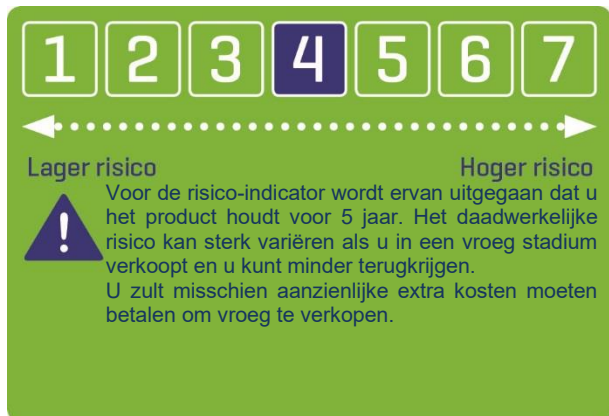 1 2 3 4 5 6 7
Lager risico Hoger risico
Voor de risico-indicator wordt ervan uitgegaan dat u
het product houdt voor 5 jaar. Het daadwerkelijke
risico kan sterk variëren als u in een vroeg stadium
verkoopt en u kunt minder terugkrijgen.
U zult misschien aanzienlijke extra kosten moeten
betalen om vroeg te verkopen.